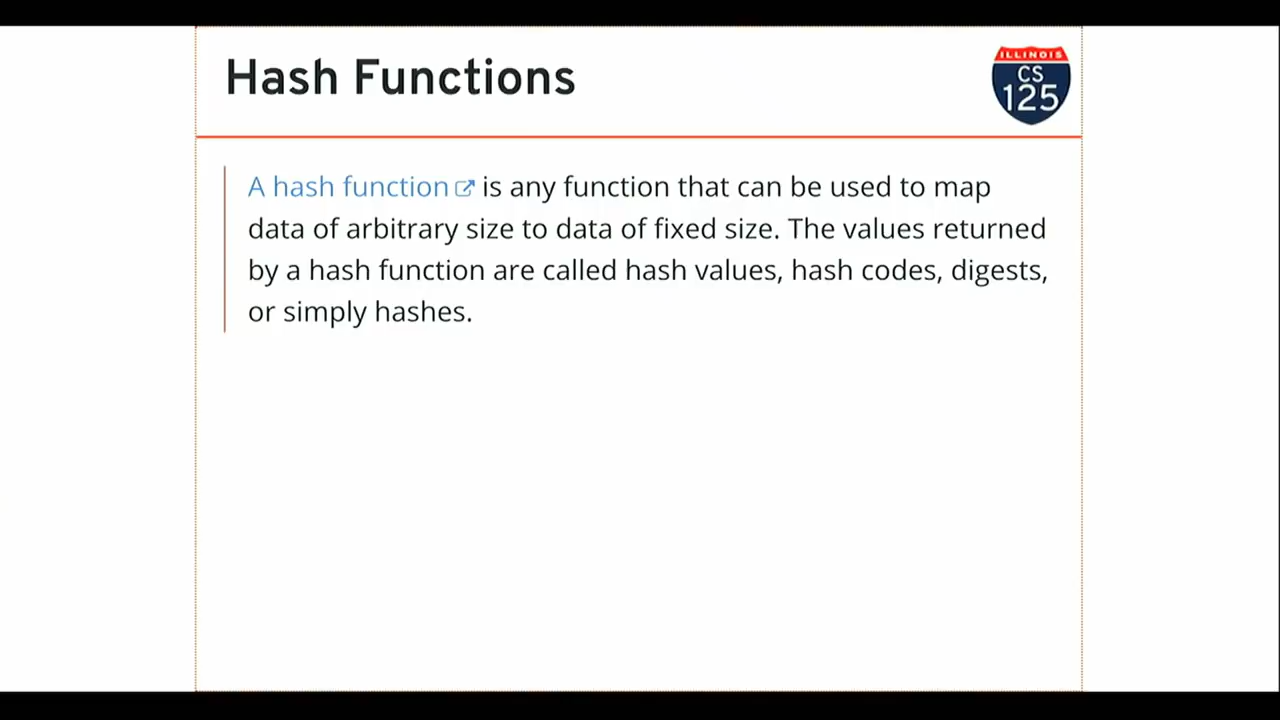 Hash Functions
ILLINOIS
CS
125
A hash function is any function that can be used to map
data of arbitrary size to data of fixed size. The values returned
by a hash function are called hash values, hash codes, digests,
or simply hashes.